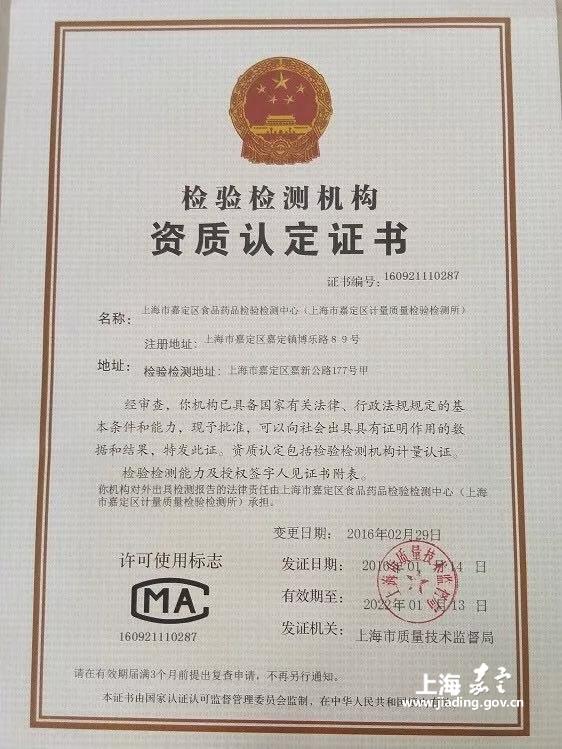 检验检测机构
资质认定证书
证书编号：160921110287
名称：上海市嘉定区食品药品检验检测中心（上海市嘉定区计量质量检验检测所）
注册地址：上海市嘉定区嘉定镇博乐路８９号
地址：
检验检测地址：上海市嘉定区嘉新公路177号甲
经审查，你机构已具备国家有关法律、行政法规规定的基
本条件和能力，现予批准，可以向社会出具具有证明作用的数
据和结果，特发此证。资质认定包括检验检测机构计量认证。
检验检测能力及授权签字人见证书附表。
你机构对外出具检测报告的法律责任由上海市嘉定区食品药品检验检测中心（上海
市嘉定区计量质量检验检测所）承担。
变更日期：2016年02月29日
许可使用标志
发证日期：2016年01月14日
MA
有效期至：2022年01月13日
160921110287
发证机关：上海市质量技术监督局
上海市质量技术监督局
请在有效期届满3个月前提出复查申请，不再另行通知。
本证书由国家认证认可监督管理委员会监制，在中华人民共和国
上海 嘉定
www.jiading.gov.cn